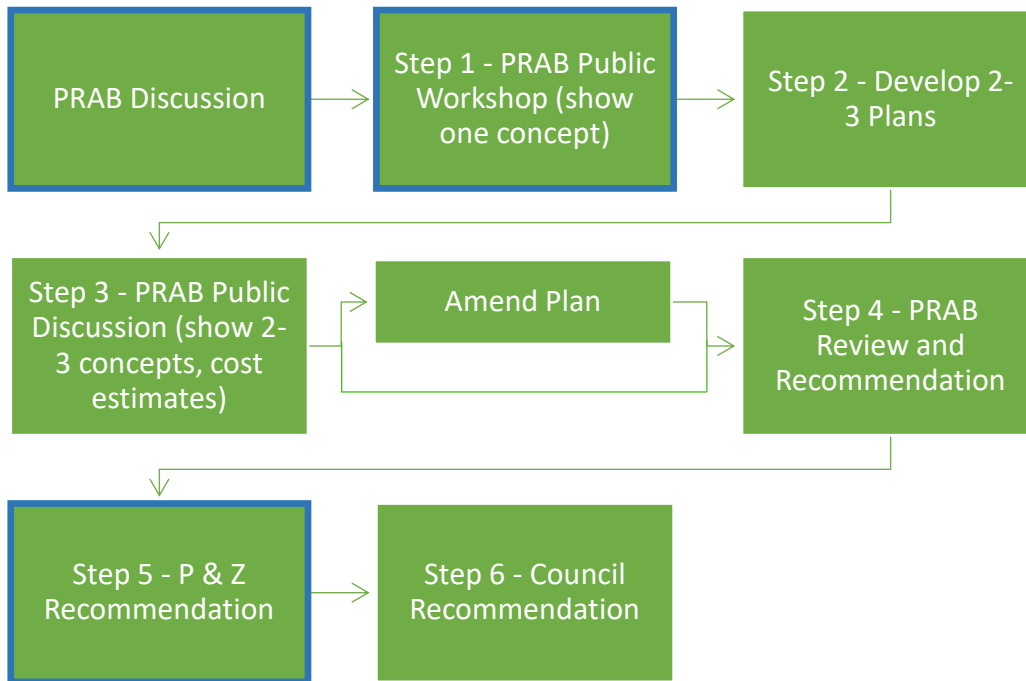 PRAB Discussion
Step 1 - PRAB Public
Workshop (show
one concept)
Step 2 - Develop 2-
3 Plans
Step 3 - PRAB Public
Discussion (show 2-
3 concepts, cost
estimates)
Amend Plan
Step 4 - PRAB
Review and
Recommendation
Step 5 - P & Z
Recommendation
Step 6 - Council
Recommendation